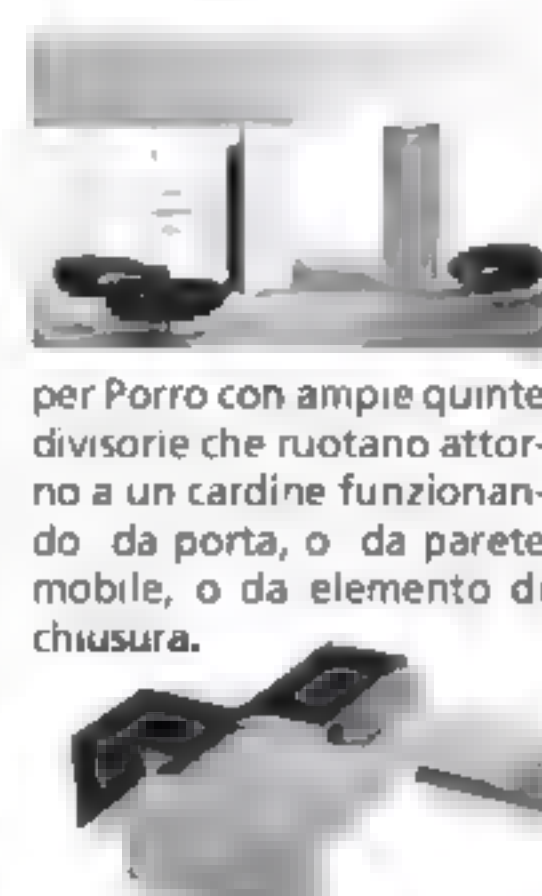 per Porro con ampie quinte
divisorie che ruotano attor-
no a un cardine funzionan-
do da porta, o da parete
mobile, o da elemento di
chiusura.